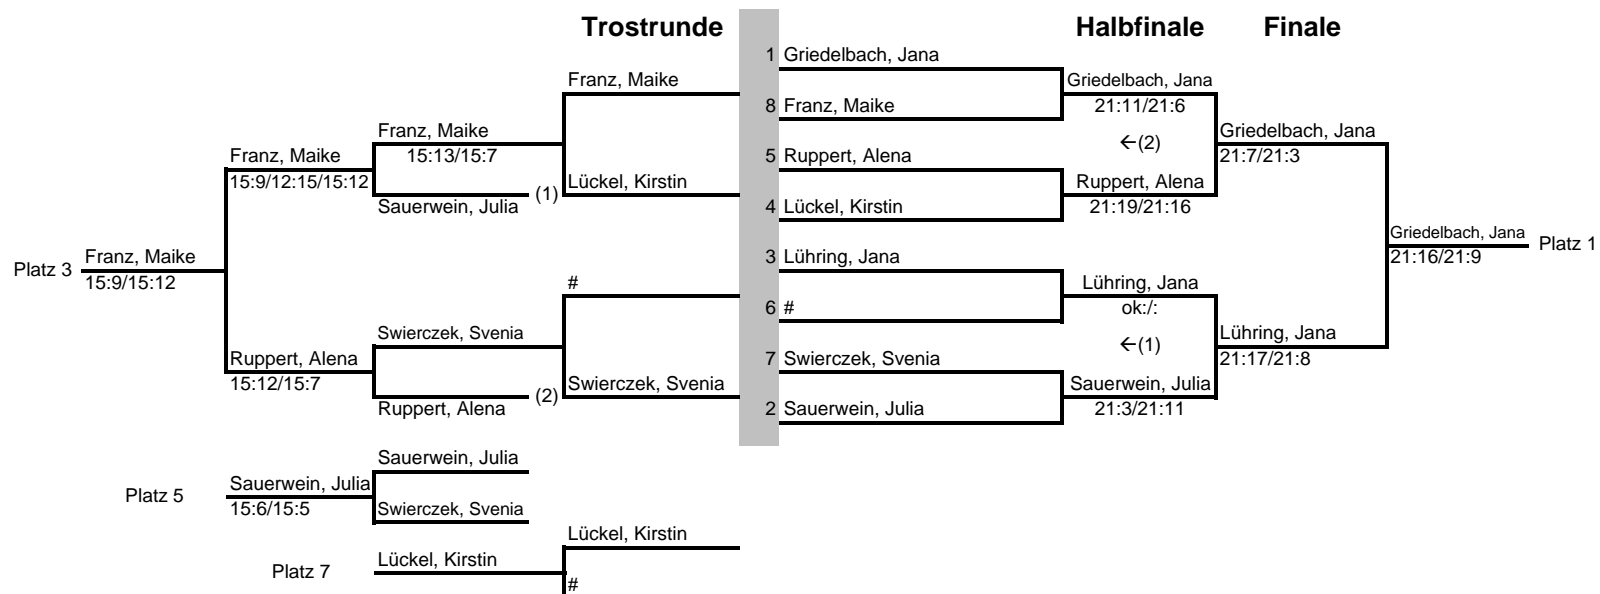 Trostrunde Halbfinale Finale
1 Griedelbach, Jana
Franz, Maike Griedelbach, Jana
8 Franz, Maike 21:11/21:6
Franz, Maike Griedelbach, Jana
15:13/15:7 ←(2) 21:7/21:3
Franz, Maike 5 Ruppert, Alena
15:9/12:15/15:12 Lückel, Kirstin Ruppert, Alena
Sauerwein, Julia (1) 4 Lückel, Kirstin 21:19/21:16
Griedelbach, Jana
Platz 3 Franz, Maike 3 Lühring, Jana 21:16/21:9 Platz 1
15:9/15:12 # Lühring, Jana
6 # ok:/:
Swierczek, Svenia ←(1) Lühring, Jana
Ruppert, Alena 7 Swierczek, Svenia 21:17/21:8
15:12/15:7 Swierczek, Svenia Sauerwein, Julia
Ruppert, Alena (2) 2 Sauerwein, Julia 21:3/21:11
Sauerwein, Julia
Platz 5 Sauerwein, Julia
15:6/15:5 Swierczek, Svenia
Lückel, Kirstin
Platz 7 Lückel, Kirstin
#